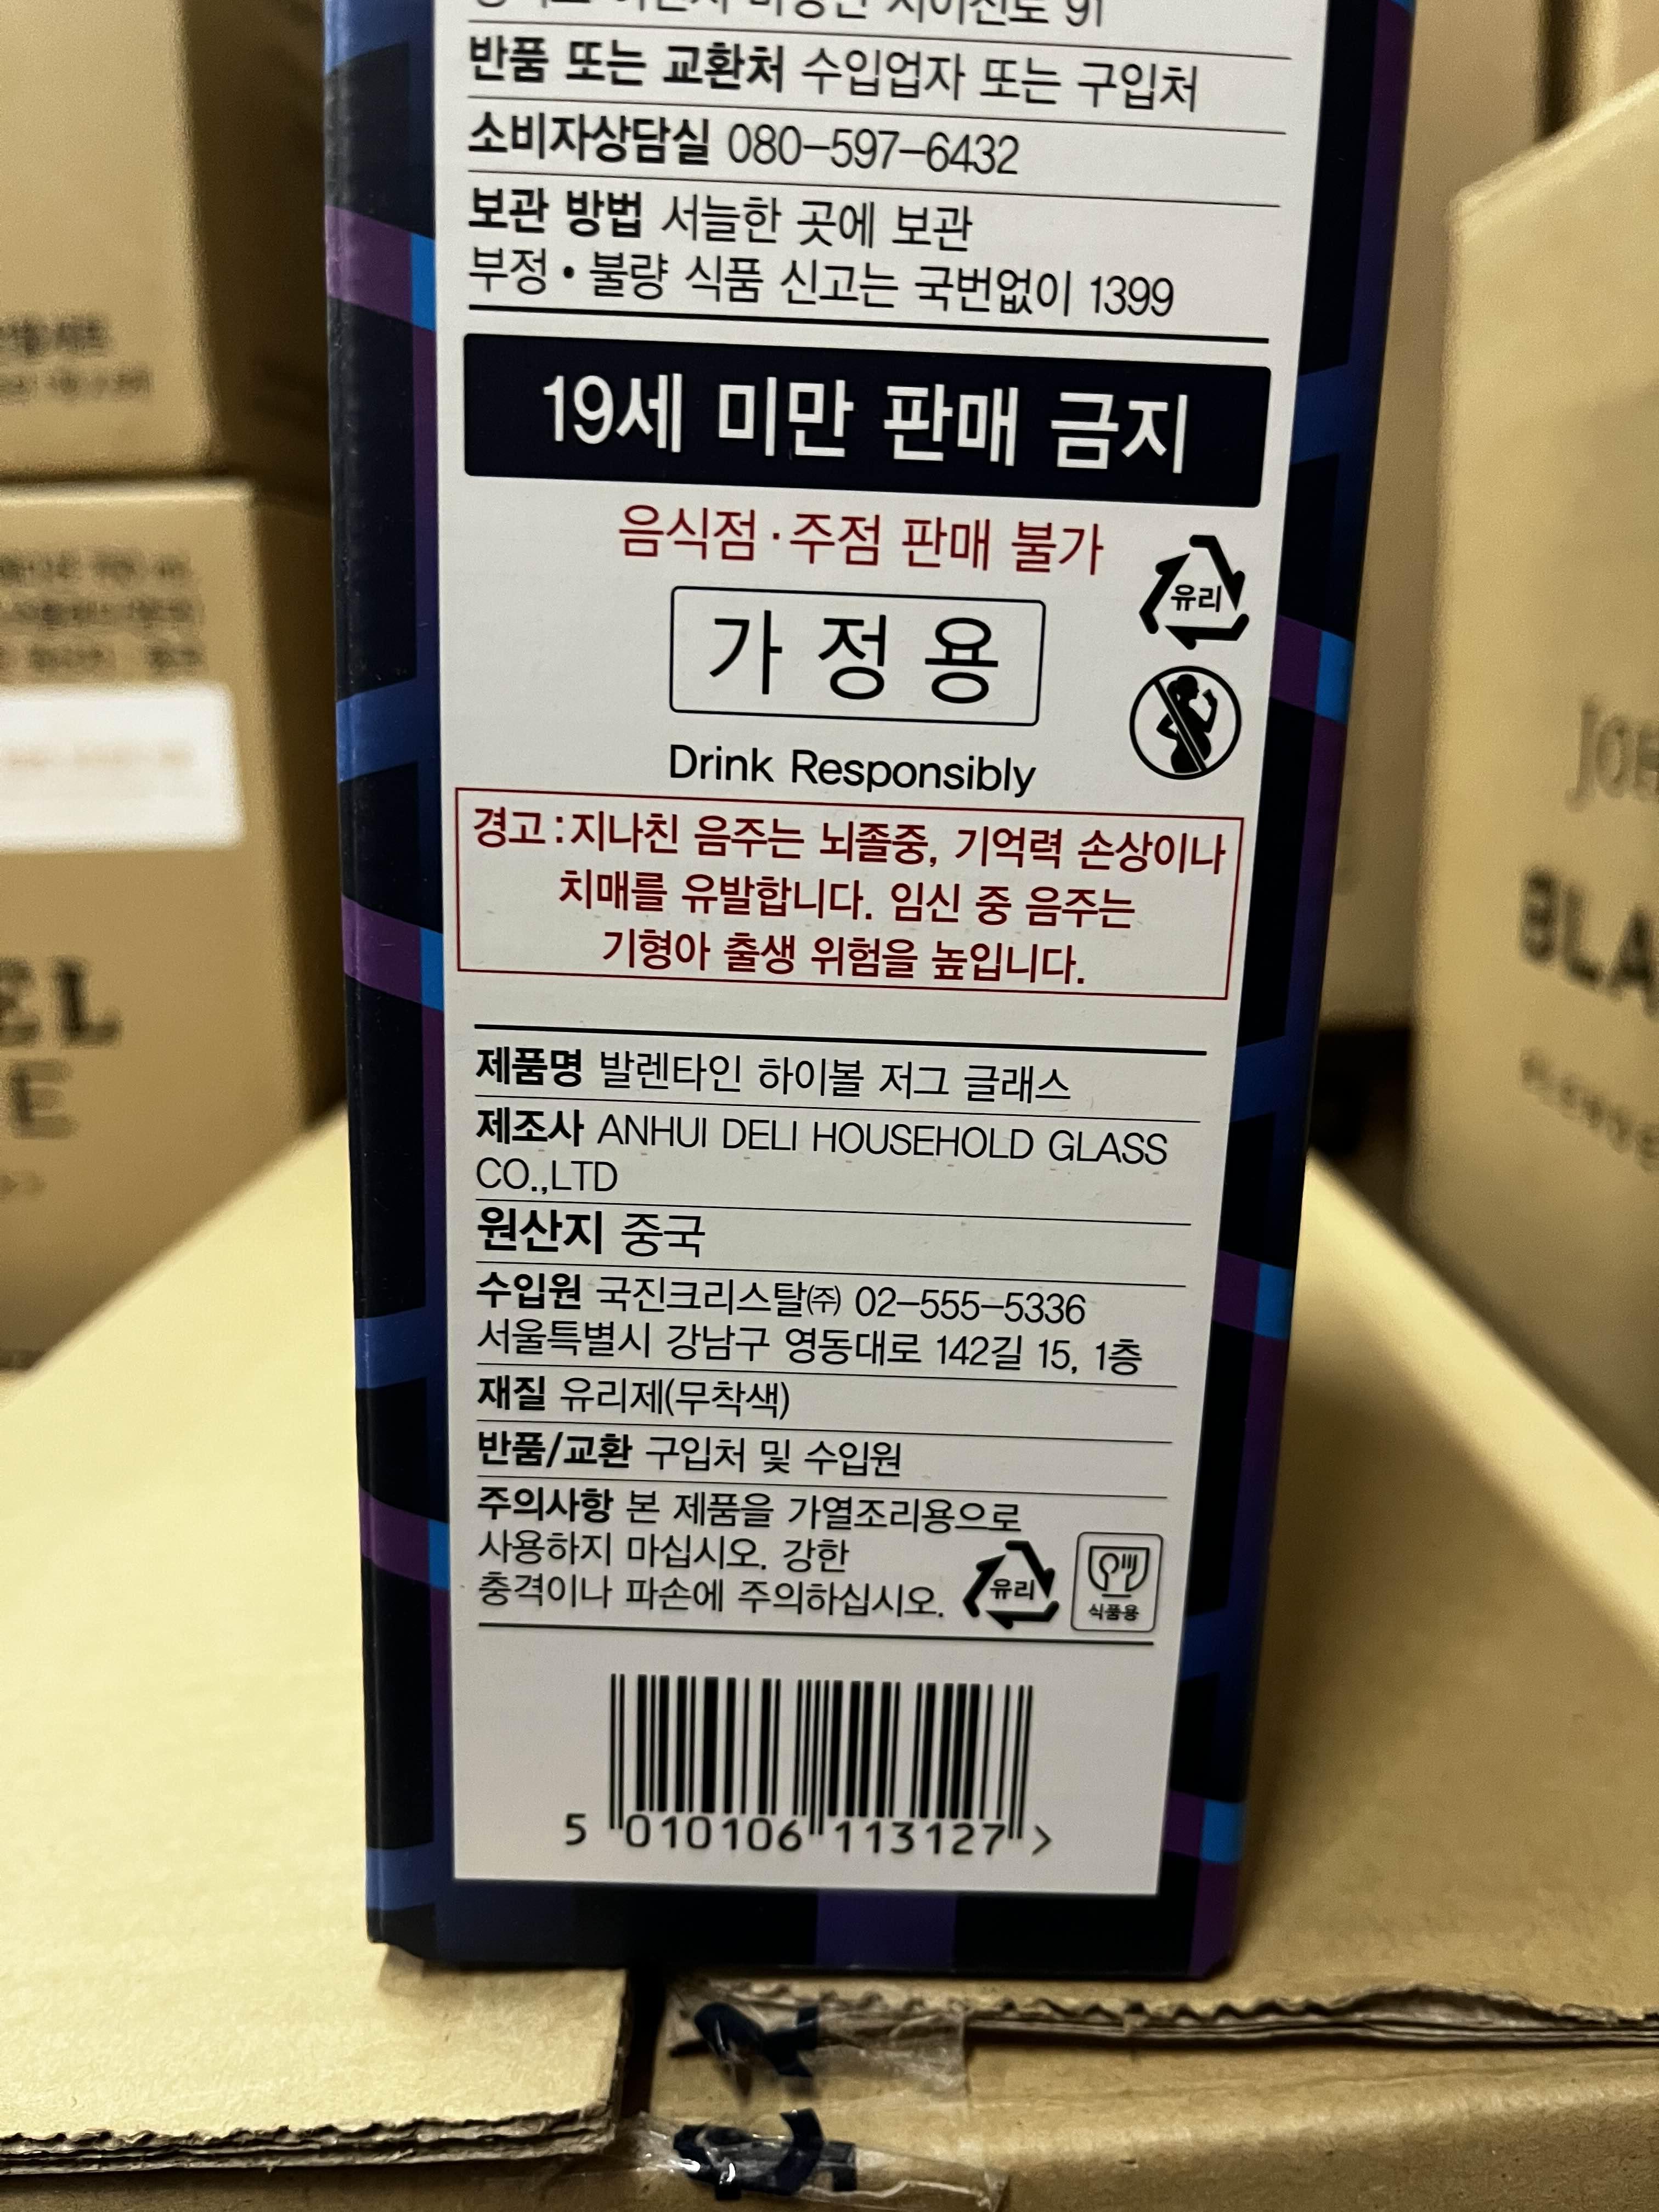 반품 또는 교환처 수입업자 또는 구입처
소비자상담실 080-597-6432
보관 방법 서늘한 곳에 보관
부정·불량 식품 신고는 국번없이 1399
19세 미만 판매 금지
음식점·주점 판매 불가
유리
가정용
Drink Responsibly
경고:지나친 음주는 뇌졸중, 기억력 손상이나
치매를 유발합니다. 임신 중 음주는
기형아 출생 위험을 높입니다.
제품명 발렌타인 하이볼 저그 글래스
제조사 ANHUI DELI HOUSEHOLD GLASS
CO.,LTD
원산지 중국
수입원 국진크리스탈㈜ 02-555-5336
서울특별시 강남구 영동대로 142길 15, 1층
재질 유리제(무착색)
반품/교환 구입처 및 수입원
주의사항 본 제품을 가열조리용으로
사용하지 마십시오. 강한
충격이나 파손에 주의하십시오.
유리
식품용
5 010106 113127 >